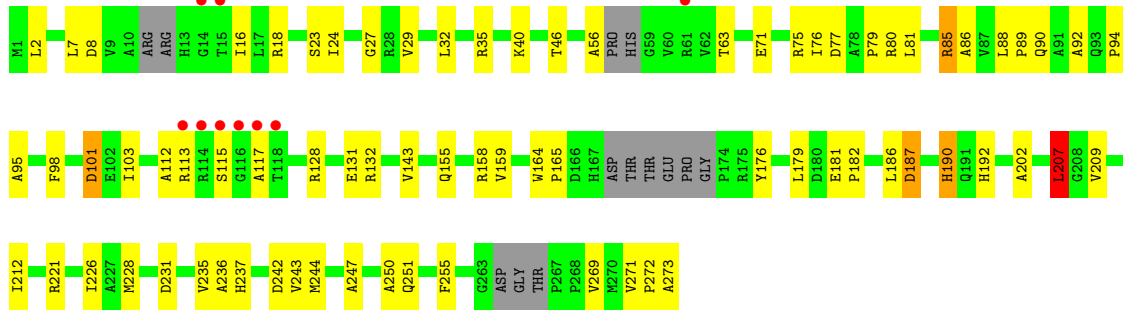 M1 L2 L7 D8 V9 A10 ARG ARG H13 G14 T15 I16 L17 R18 S23 I24 G27 R28 V29 L32 R35 K40 T46 A56 PRO HIS G59 V60 R61 V62 T63 E71 R75 I76 D77 A78 P79 R80 L81 R85 A86 V87 L88 P89 Q90 A91 A92 Q93 P94
A95 F98 D101 E102 I103 A112 R113 R114 S115 G116 A117 T118 R128 E131 R132 V143 Q155 R158 V159 W164 P165 D166 H167 ASP THR THR GLU PRO GLY P174 R175 Y176 L179 D180 E181 P182 L186 D187 H190 Q191 H192 A202 L207 G208 V209
I212 R221 I226 A227 M228 D231 V235 A236 H237 D242 V243 M244 A247 A250 Q251 F255 G263 ASP GLY THR P267 P268 V269 M270 V271 P272 A273